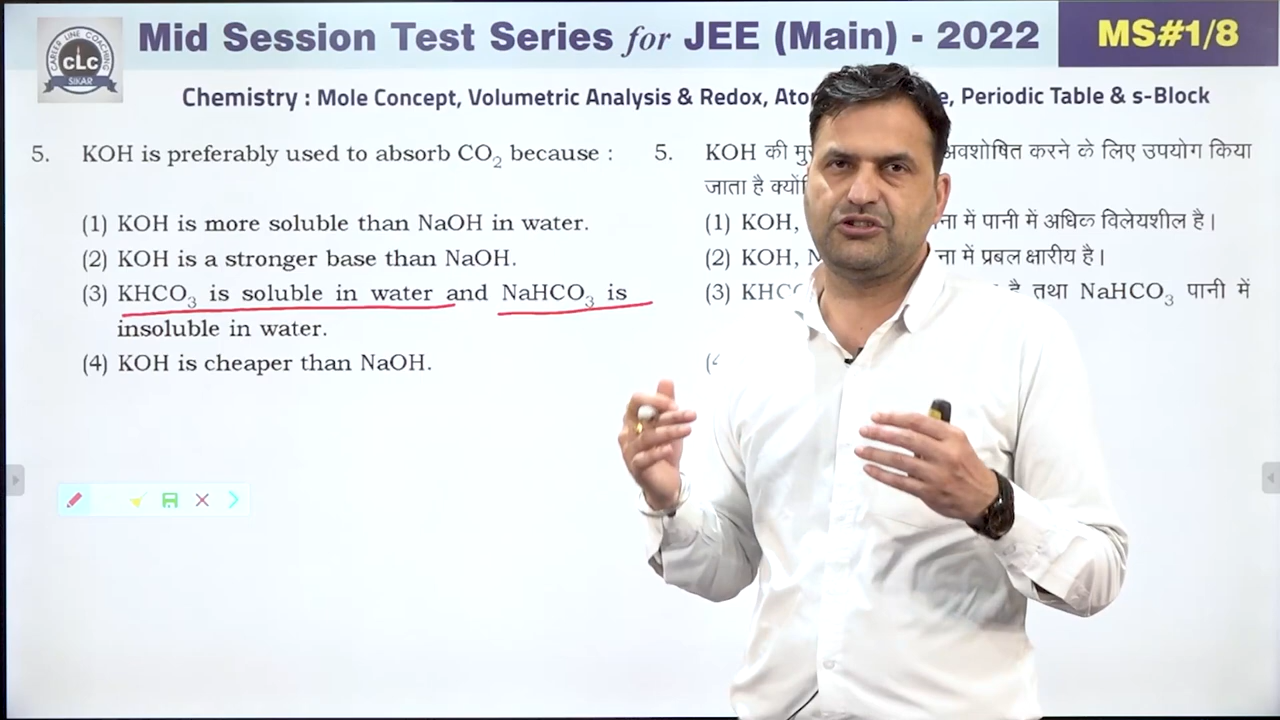 Mid Session Test Series for JEE (Main) - 2022
MS#1/8
CAREER LINE COACHING
CLC
SIKAR
Chemistry : Mole Concept, Volumetric Analysis & Redox, Periodic Table & s-Block
5. KOH is preferably used to absorb CO₂ because :
(1) KOH is more soluble than NaOH in water.
(2) KOH is a stronger base than NaOH.
(3) KHCO₃ is soluble in water and NaHCO₃ is
insoluble in water.
(4) KOH is cheaper than NaOH.
5. KOH की अवशोषित करने के लिए उपयोग किया
जाता है
(1) KOH, में पानी में अधिक विलेयशील है।
(2) KOH, में प्रबल क्षारीय है।
(3) है तथा NaHCO₃ पानी में